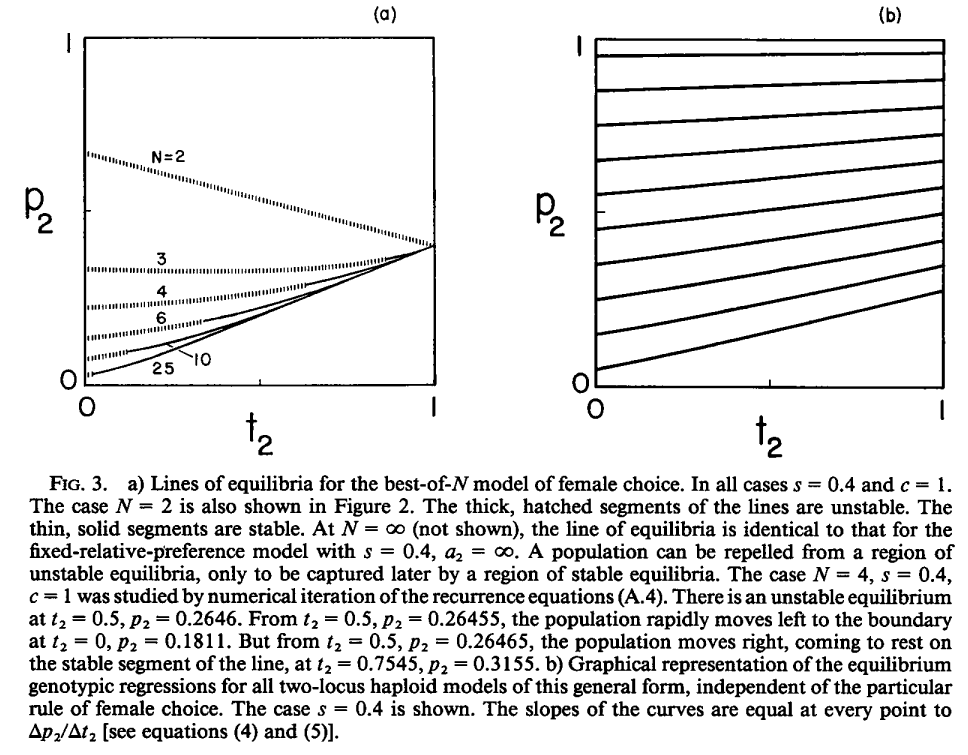 (a)
(b)
1
1
N=2
p2
p2
3
4
6
10
25
0
0
0
1
0
1
t2
t2
FIG. 3. a) Lines of equilibria for the best-of-N model of female choice. In all cases s = 0.4 and c = 1.
The case N = 2 is also shown in Figure 2. The thick, hatched segments of the lines are unstable. The
thin, solid segments are stable. At N = ∞ (not shown), the line of equilibria is identical to that for the
fixed-relative-preference model with s = 0.4, a₂ = ∞. A population can be repelled from a region of
unstable equilibria, only to be captured later by a region of stable equilibria. The case N = 4, s = 0.4,
c = 1 was studied by numerical iteration of the recurrence equations (A.4). There is an unstable equilibrium
at t₂ = 0.5, p₂ = 0.2646. From t₂ = 0.5, p₂ = 0.26455, the population rapidly moves left to the boundary
at t₂ = 0, p₂ = 0.1811. But from t₂ = 0.5, p₂ = 0.26465, the population moves right, coming to rest on
the stable segment of the line, at t₂ = 0.7545, p₂ = 0.3155. b) Graphical representation of the equilibrium
genotypic regressions for all two-locus haploid models of this general form, independent of the particular
rule of female choice. The case s = 0.4 is shown. The slopes of the curves are equal at every point to
Δp₂/Δt₂ [see equations (4) and (5)].